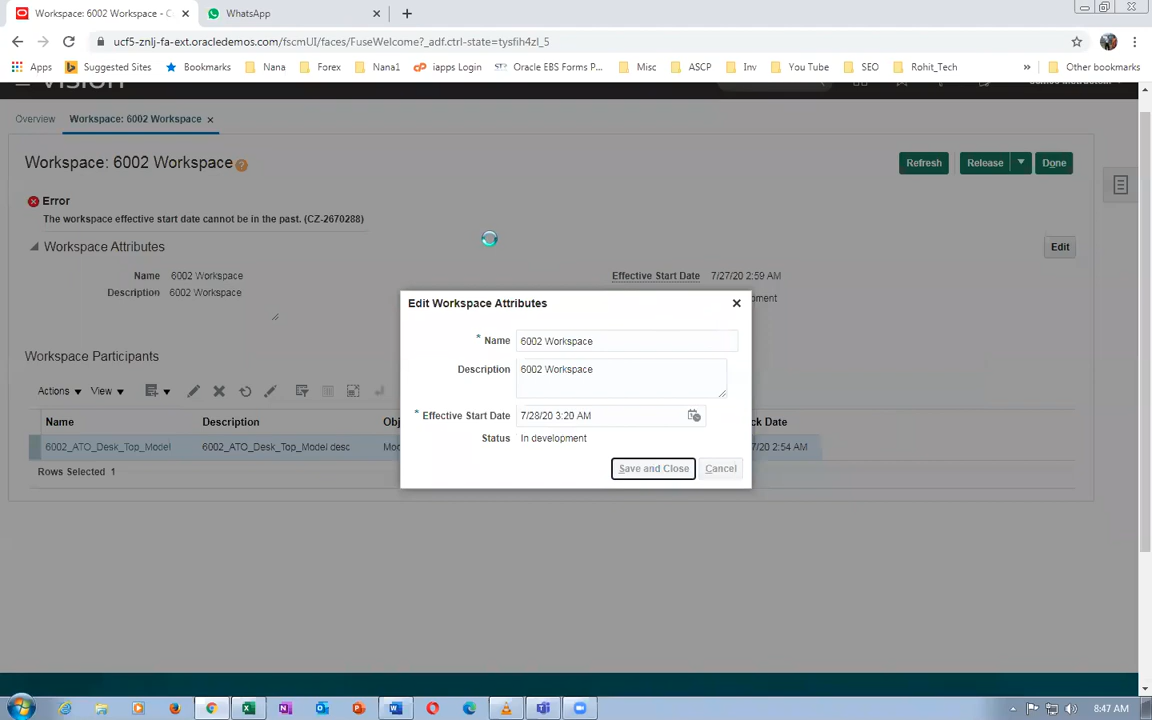 Workspace: 6002 Workspace - C
WhatsApp
ucf5-znlj-fa-ext.oracledemos.com/fscmUI/faces/FuseWelcome?_adf.ctrl-state=tysfih4zl_5
Apps
Suggested Sites
Bookmarks
Nana
Forex
Nana1
iapps Login
Oracle EBS Forms P...
Misc
ASCP
Inv
You Tube
SEO
Rohit_Tech
»
Other bookmarks
Overview
Workspace: 6002 Workspace
Workspace: 6002 Workspace
Refresh
Release
Done
Error
The workspace effective start date cannot be in the past. (CZ-2670288)
Workspace Attributes
Edit
Name 6002 Workspace
Effective Start Date 7/27/20 2:59 AM
Description 6002 Workspace
Edit Workspace Attributes
* Name 6002 Workspace
Description 6002 Workspace
* Effective Start Date 7/28/20 3:20 AM
Status In development
Save and Close
Cancel
Workspace Participants
Actions
View
Name
Description
6002_ATO_Desk_Top_Model
6002_ATO_Desk_Top_Model desc
2:54 AM
Rows Selected 1
8:47 AM